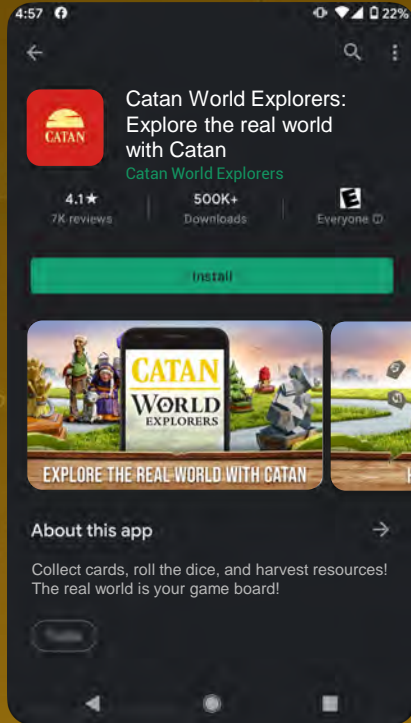 4:57
22%
CATAN
Catan World Explorers:
Explore the real world
with Catan
Catan World Explorers
4.1★
7K reviews
500K+
Downloads
E
Everyone
Install
CATAN
WORLD
EXPLORERS
EXPLORE THE REAL WORLD WITH CATAN
About this app
Collect cards, roll the dice, and harvest resources!
The real world is your game board!